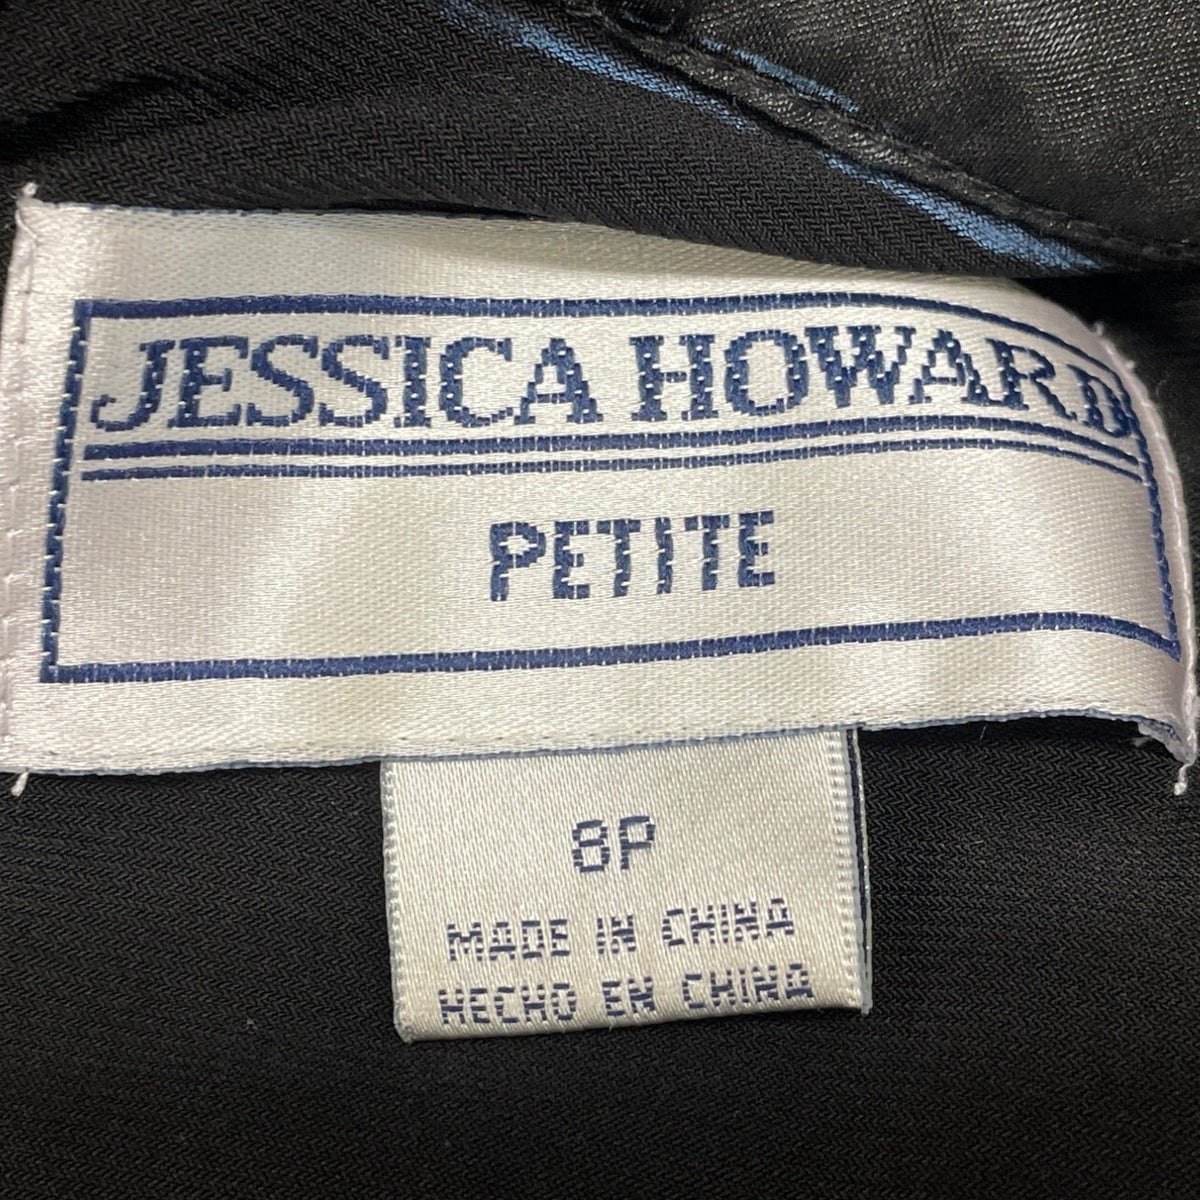 JESSICA HOWARD
PETITE
8P
MADE IN CHINA
HECHO EN CHINA